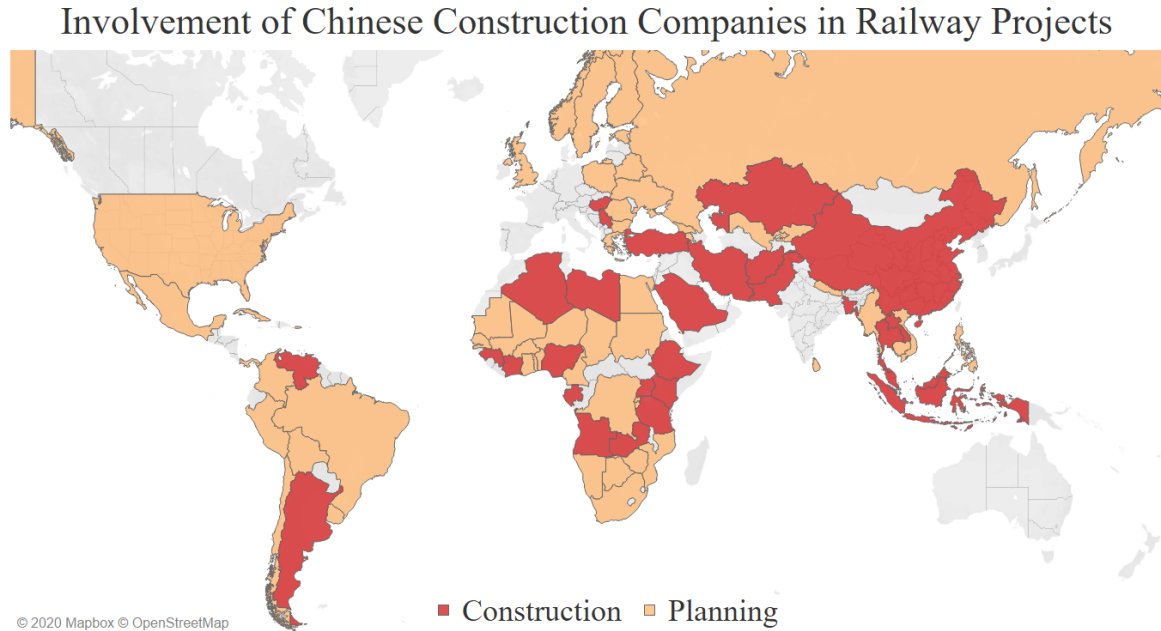 Involvement of Chinese Construction Companies in Railway Projects
Construction
Planning
© 2020 Mapbox © OpenStreetMap